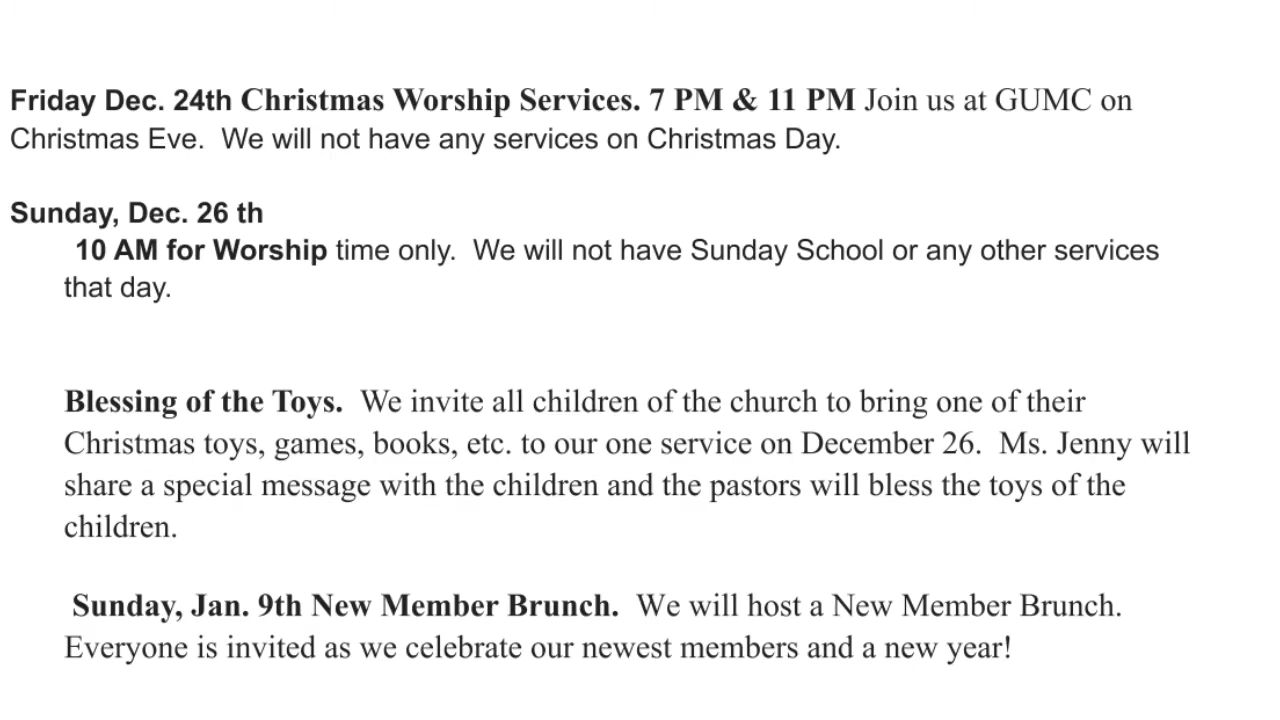 Friday Dec. 24th Christmas Worship Services. 7 PM & 11 PM Join us at GUMC on
Christmas Eve.  We will not have any services on Christmas Day.
Sunday, Dec. 26 th
10 AM for Worship time only.  We will not have Sunday School or any other services
that day.
Blessing of the Toys.  We invite all children of the church to bring one of their
Christmas toys, games, books, etc. to our one service on December 26.  Ms. Jenny will
share a special message with the children and the pastors will bless the toys of the
children.
Sunday, Jan. 9th New Member Brunch.  We will host a New Member Brunch.
Everyone is invited as we celebrate our newest members and a new year!